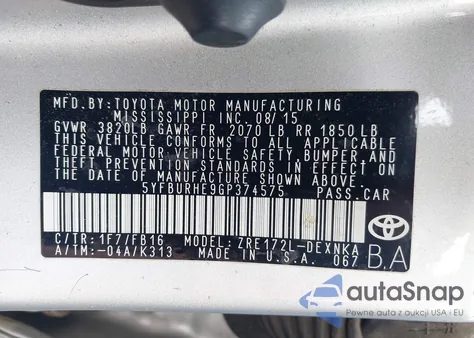 MFD.BY:TOYOTA MOTOR MANUFACTURING
MISSISSIPPI INC. 08/15
GVWR 3820LB GAWR FR 2070 LB RR 1850 LB
THIS VEHICLE CONFORMS TO ALL APPLICABLE
FEDERAL MOTOR VEHICLE SAFETY, BUMPER, AND
THEFT PREVENTION STANDARDS IN EFFECT ON
THE DATE OF MANUFACTURE SHOWN ABOVE.
5YFBURHE9GP374575 PASS.CAR
C/TR:1F7/FB16 MODEL:ZRE172L-DEXNKA
A/TM:-04A/K313 MADE IN U.S.A. 067 BA
autoSnap
Pewne auta z aukcji USA i